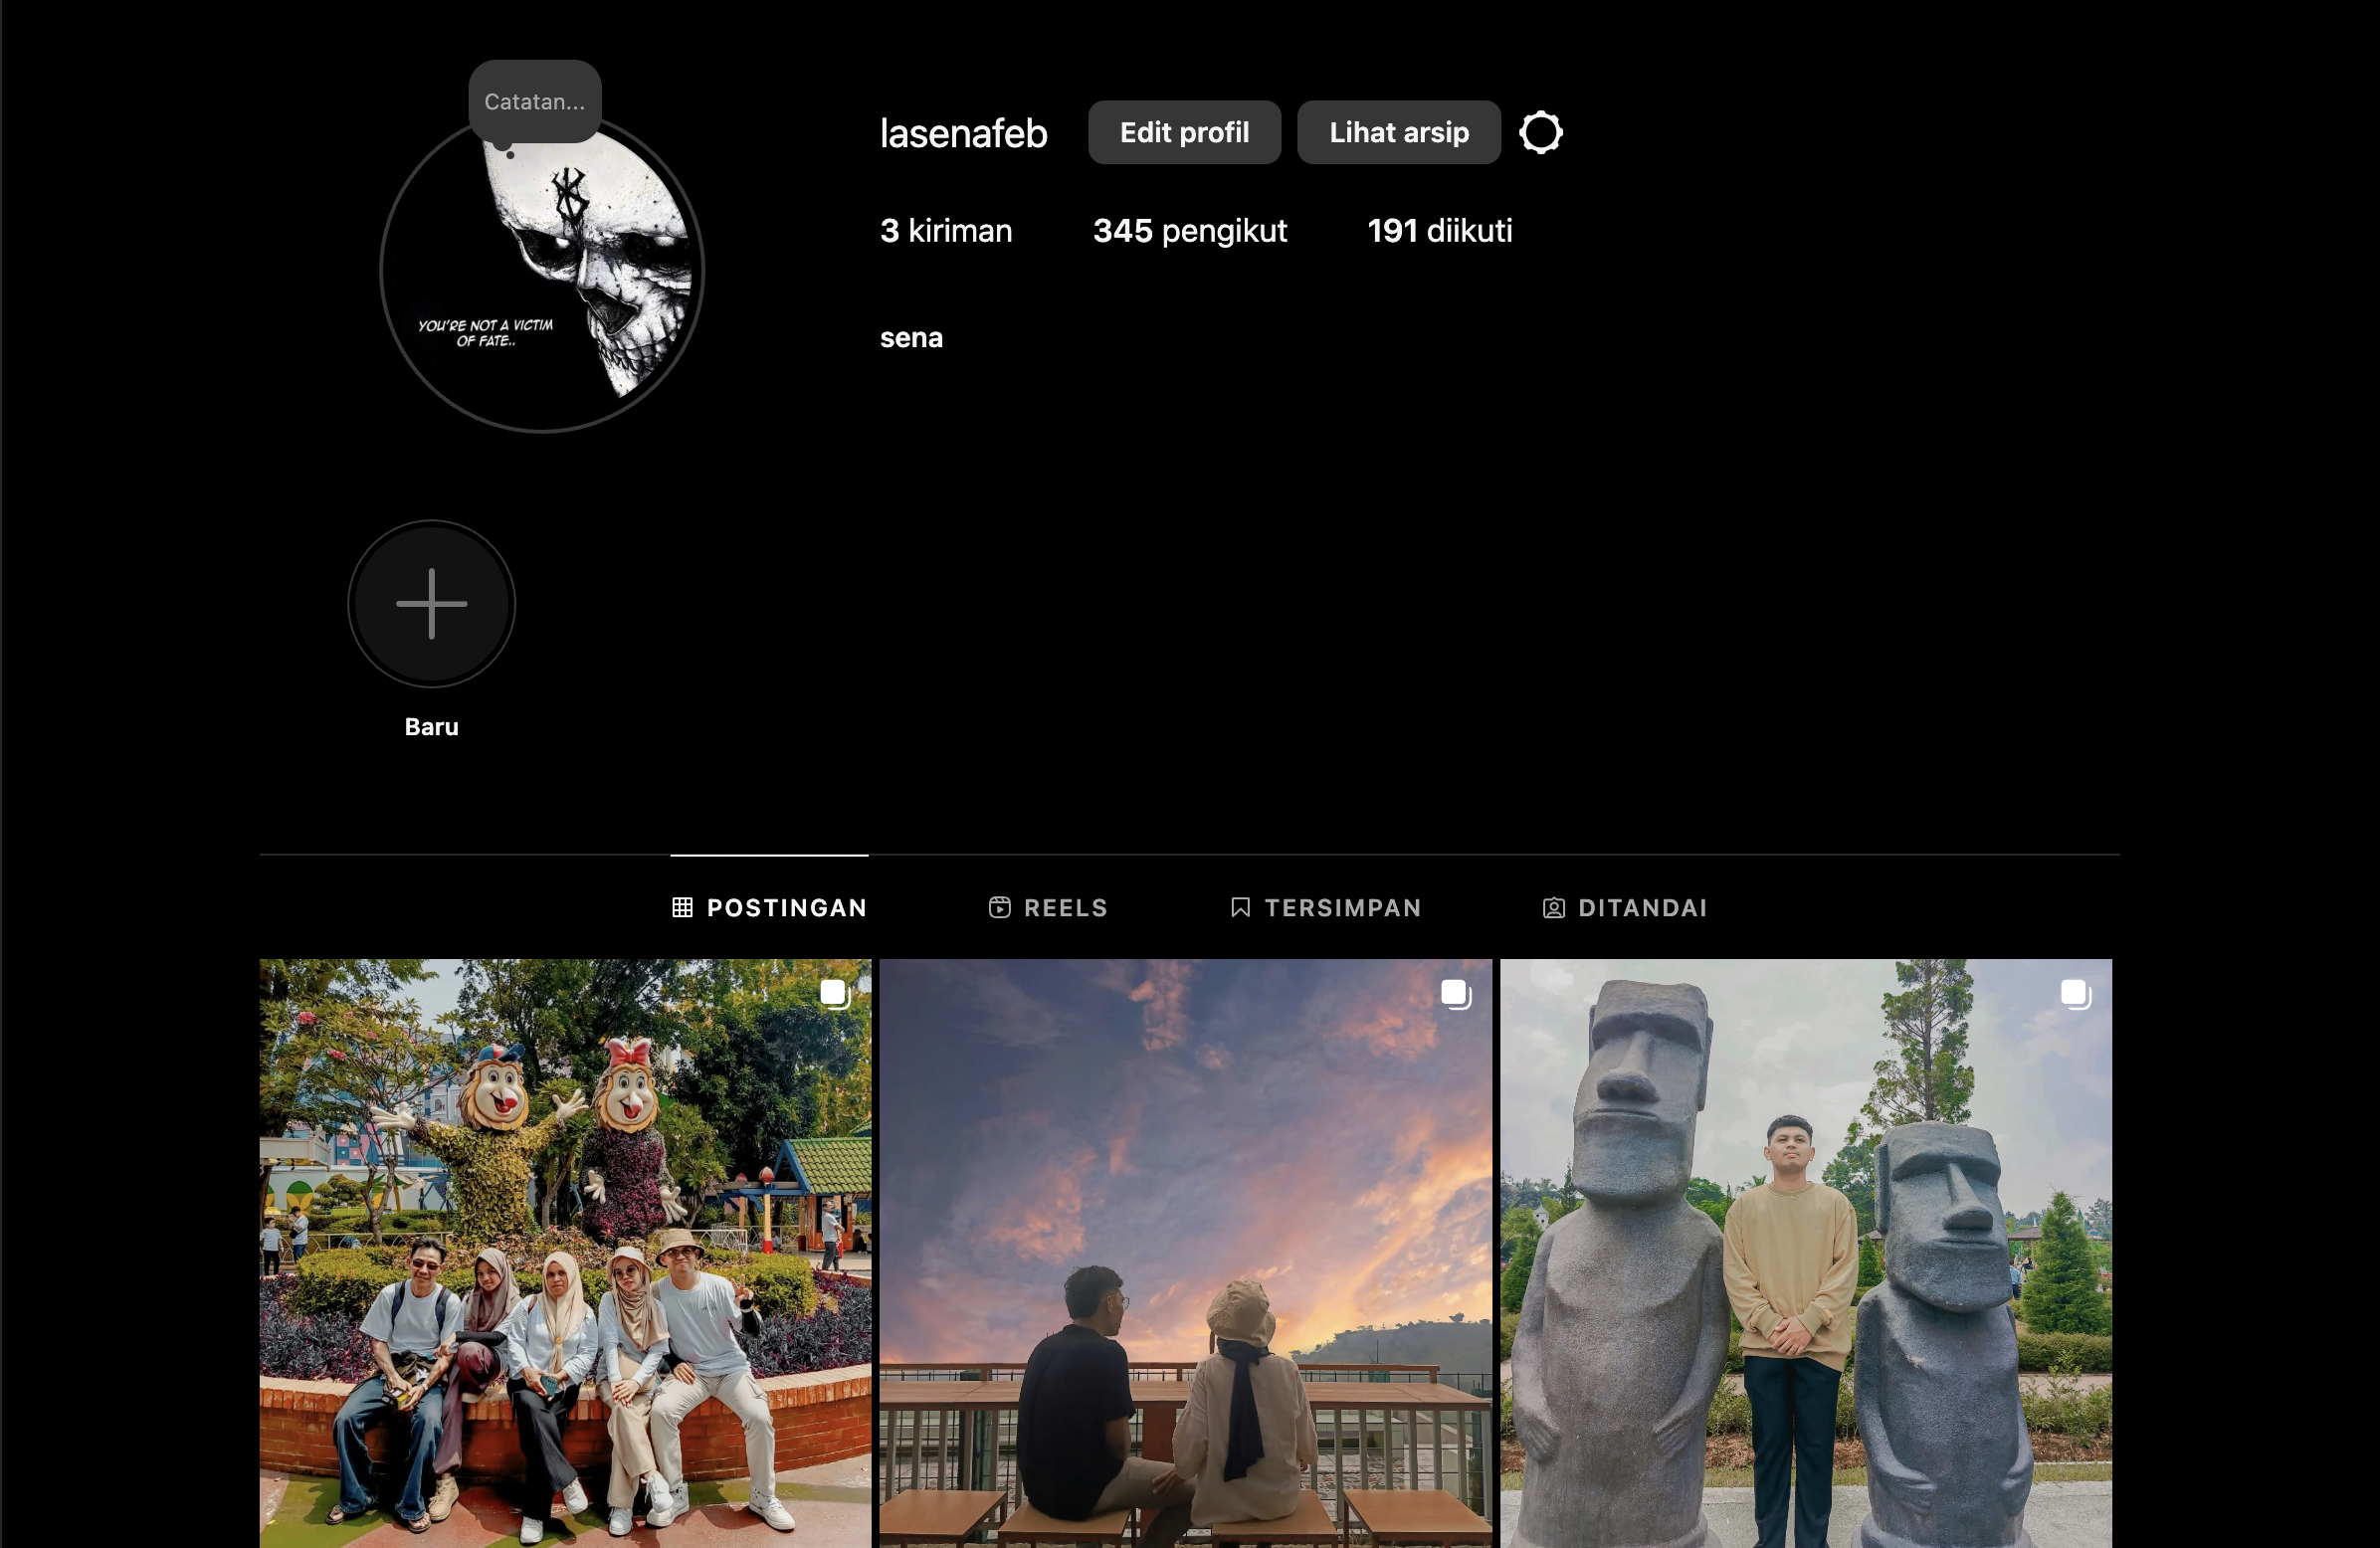 Catatan...
lasenafeb
Edit profil
Lihat arsip
3 kiriman
345 pengikut
191 diikuti
sena
YOU'RE NOT A VICTIM
OF FATE..
Baru
POSTINGAN
REELS
TERSIMPAN
DITANDAI